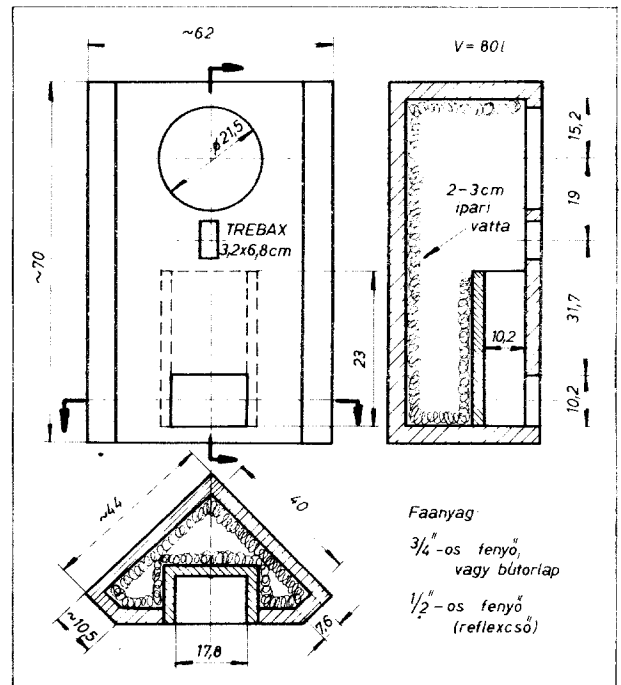 ~62
V = 80l
⌀21,5
TREBAX
3,2x6,8cm
~70
23
2-3cm
ipari
vatta
10,2
15,2
19
31,7
10,2
~44
40
~10,5
7,6
17,8
Faanyag
3/4"-os fenyő,
vagy bútorlap
1/2"-os fenyő
(reflexcső)